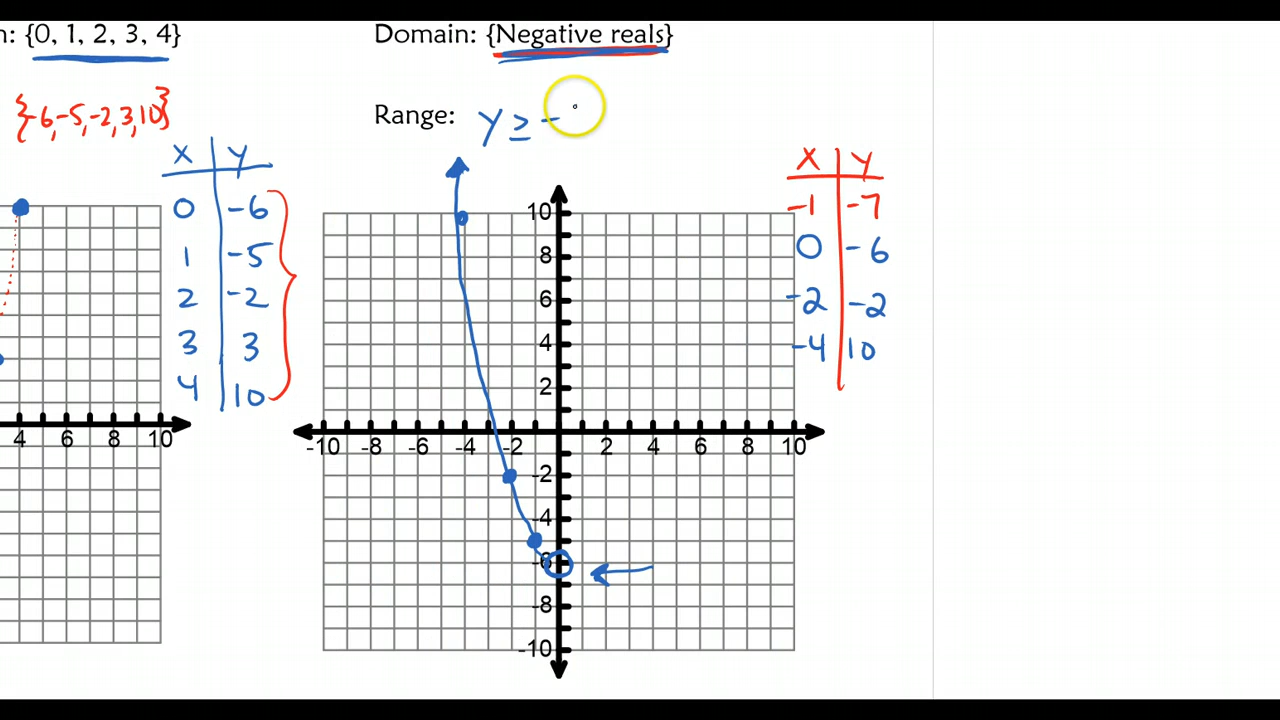 n: {0, 1, 2, 3, 4}
{-6,-5,-2,3,10}
X Y
0 -6
1 -5
2 -2
3 3
4 10
4 6 8 10
Domain: {Negative reals}
Range: y ≥ -
10
8
6
4
2
-10 -8 -6 -4 -2 2 4 6 8 10
-2
-4
-6
-8
-10
X Y
-1 -7
0 -6
-2 -2
-4 10